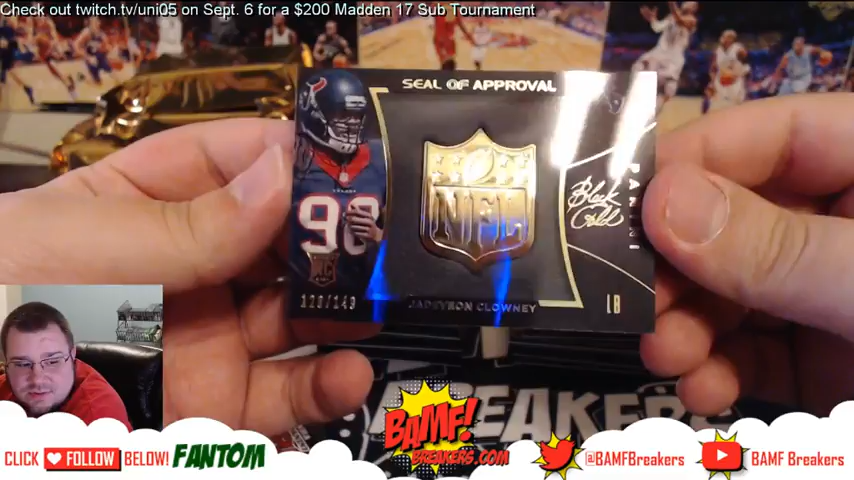 Check out twitch.tv/uni05 on Sept. 6 for a $200 Madden 17 Sub Tournament
SEAL OF APPROVAL
NFL
Black
Gold
PANINI
98
RC
128/149
JADEVEON CLOWNEY
LB
BREAKERS
BAMF!
BREAKERS.COM
CLICK FOLLOW BELOW! FANTOM
@BAMFBreakers
BAMF Breakers